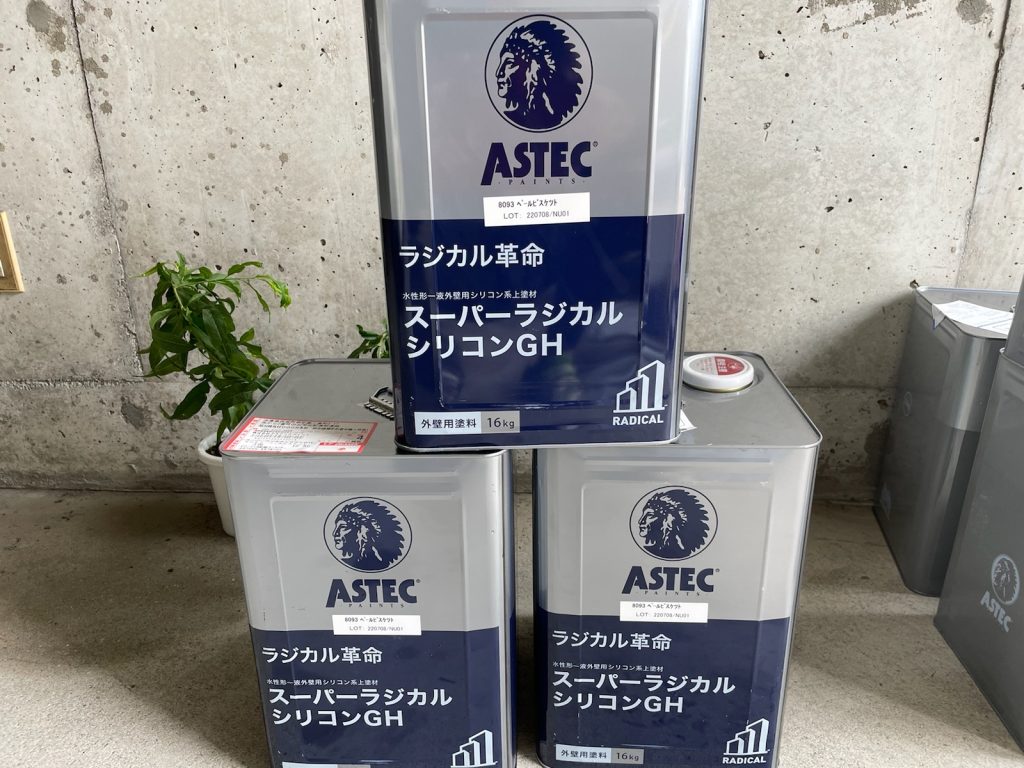 ASTEC®
PAINTS
8093 ペールビスケット
LOT: 220708/NU01
ラジカル革命
水性形一液外壁用シリコン系上塗材
スーパーラジカル
シリコンGH
外壁用塗料 16kg
RADICAL
ASTEC®
PAINTS
8093 ペールビスケット
LOT: 220708/NU01
ラジカル革命
水性形一液外壁用シリコン系上塗材
スーパーラジカル
シリコンGH
ASTEC®
PAINTS
8093 ペールビスケット
LOT: 220708/NU01
ラジカル革命
水性形一液外壁用シリコン系上塗材
スーパーラジカル
シリコンGH
外壁用塗料 16kg
RADICAL
ASTEC